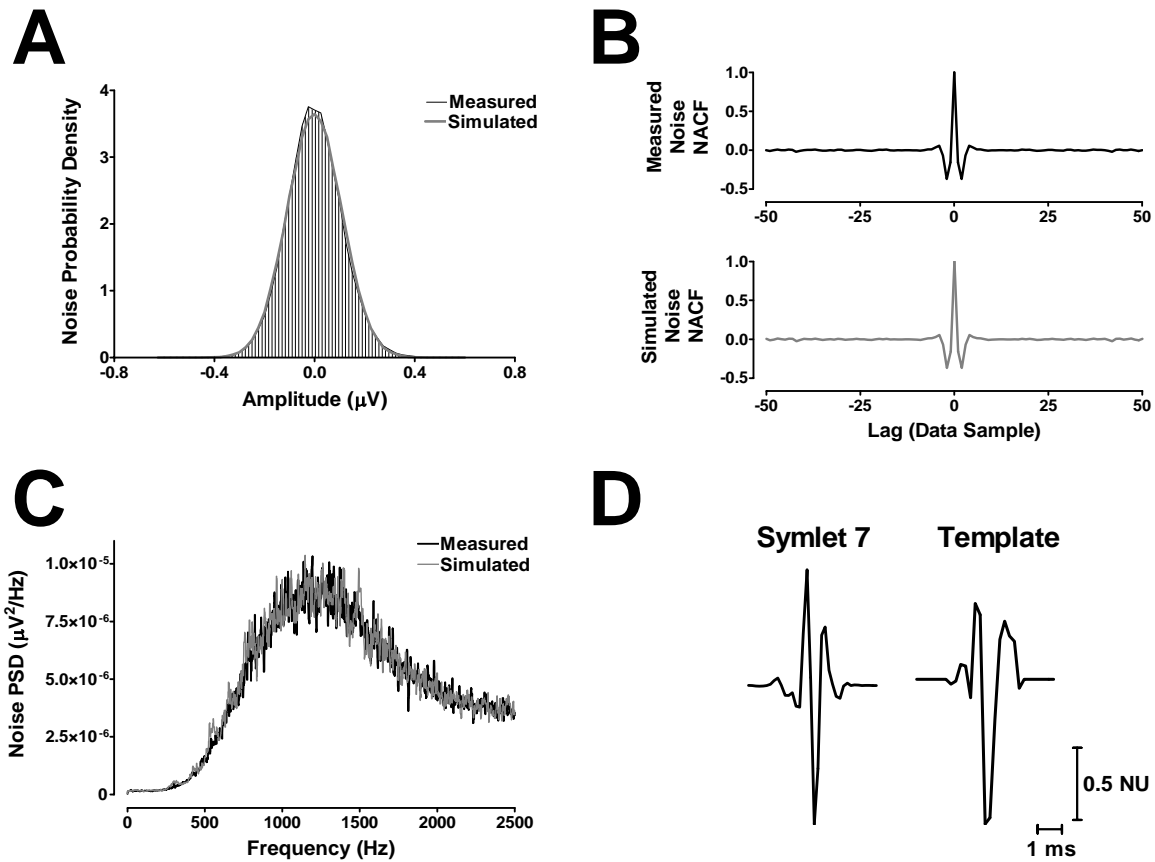 A
Noise Probability Density
4
3
2
1
0
-0.8
-0.4
0.0
0.4
0.8
Amplitude (μV)
Measured
Simulated
B
Measured
Noise
NACF
1.0
0.5
0.0
-0.5
-50
-25
0
25
50
Simulated
Noise
NACF
1.0
0.5
0.0
-0.5
-50
-25
0
25
50
Lag (Data Sample)
C
Noise PSD (μV²/Hz)
1.0×10⁻⁵
7.5×10⁻⁶
5.0×10⁻⁶
2.5×10⁻⁶
0
0
500
1000
1500
2000
2500
Frequency (Hz)
Measured
Simulated
D
Symlet 7
Template
0.5 NU
1 ms